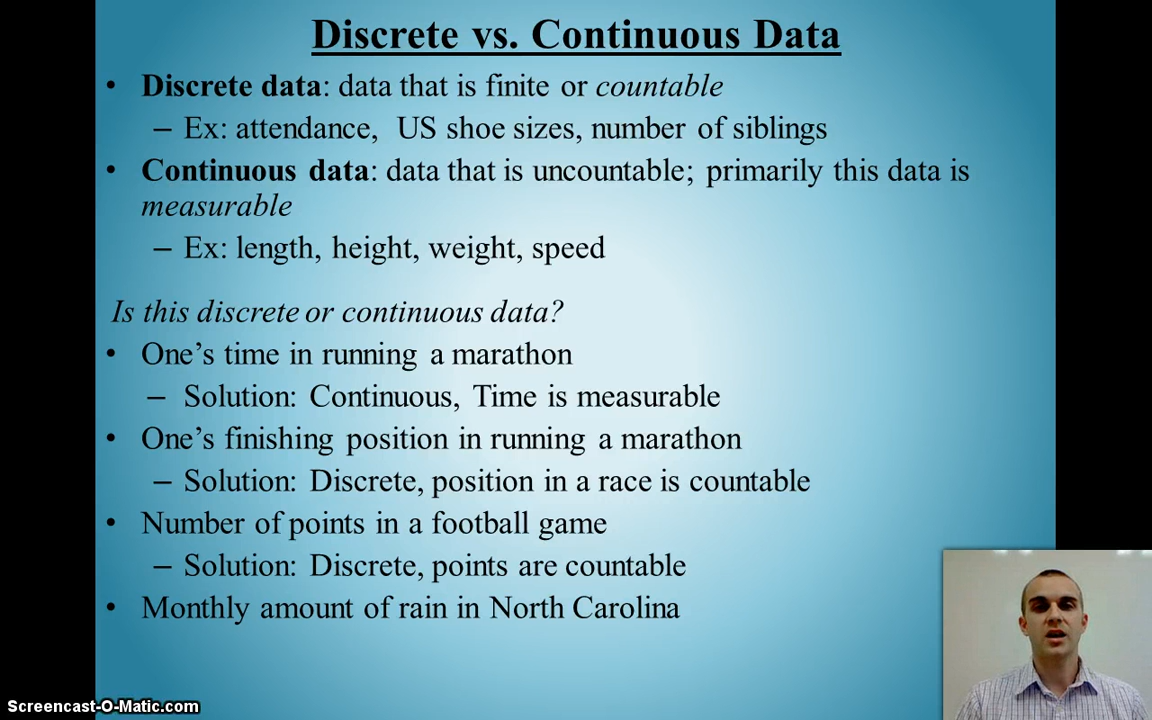 Discrete vs. Continuous Data
• Discrete data: data that is finite or countable
– Ex: attendance, US shoe sizes, number of siblings
• Continuous data: data that is uncountable; primarily this data is
measurable
– Ex: length, height, weight, speed
Is this discrete or continuous data?
• One's time in running a marathon
– Solution: Continuous, Time is measurable
• One's finishing position in running a marathon
– Solution: Discrete, position in a race is countable
• Number of points in a football game
– Solution: Discrete, points are countable
• Monthly amount of rain in North Carolina
Screencast-O-Matic.com